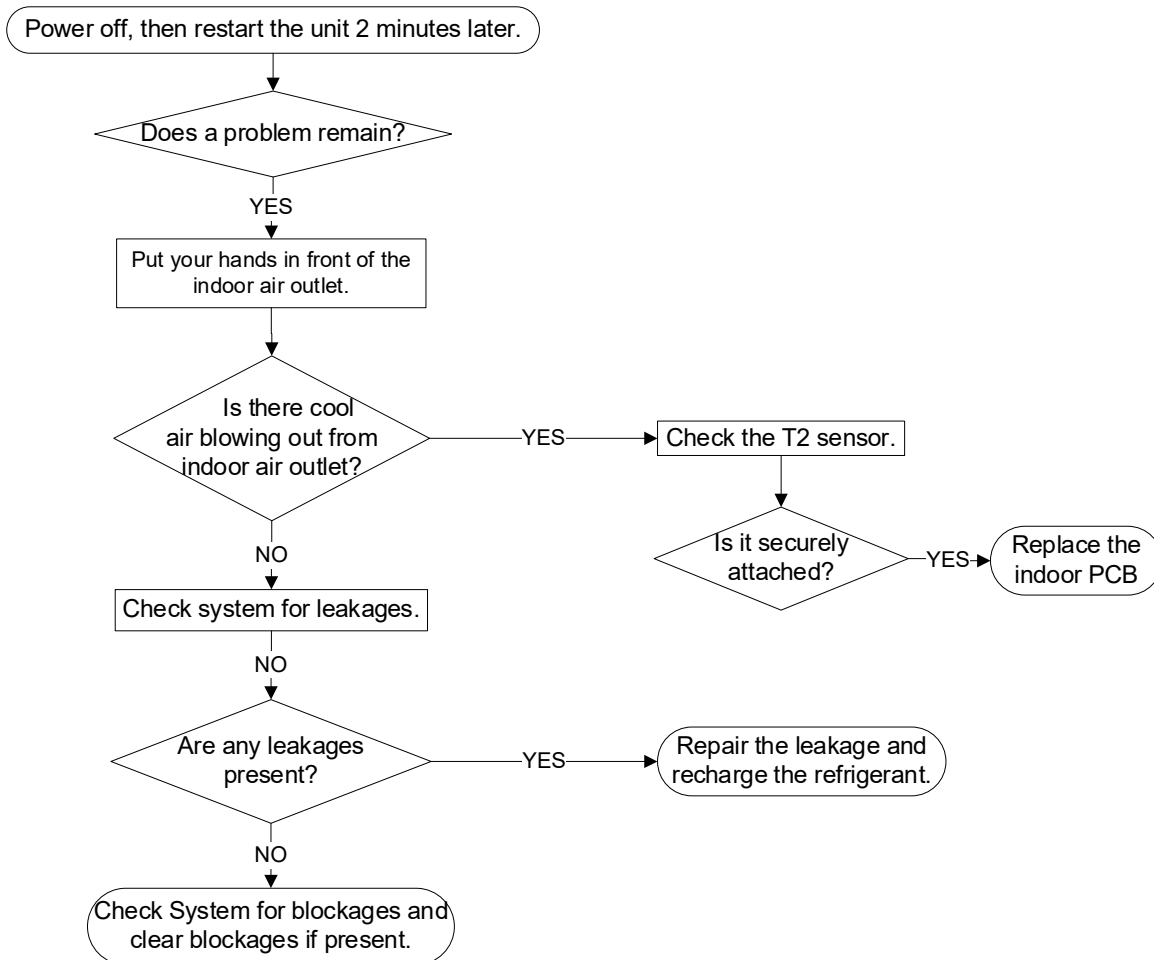 Power off, then restart the unit 2 minutes later.
Does a problem remain?
YES
Put your hands in front of the
indoor air outlet.
Is there cool
air blowing out from
indoor air outlet?
YES
Check the T2 sensor.
Is it securely
attached?
YES
Replace the
indoor PCB
NO
Check system for leakages.
NO
Are any leakages
present?
YES
Repair the leakage and
recharge the refrigerant.
NO
Check System for blockages and
clear blockages if present.